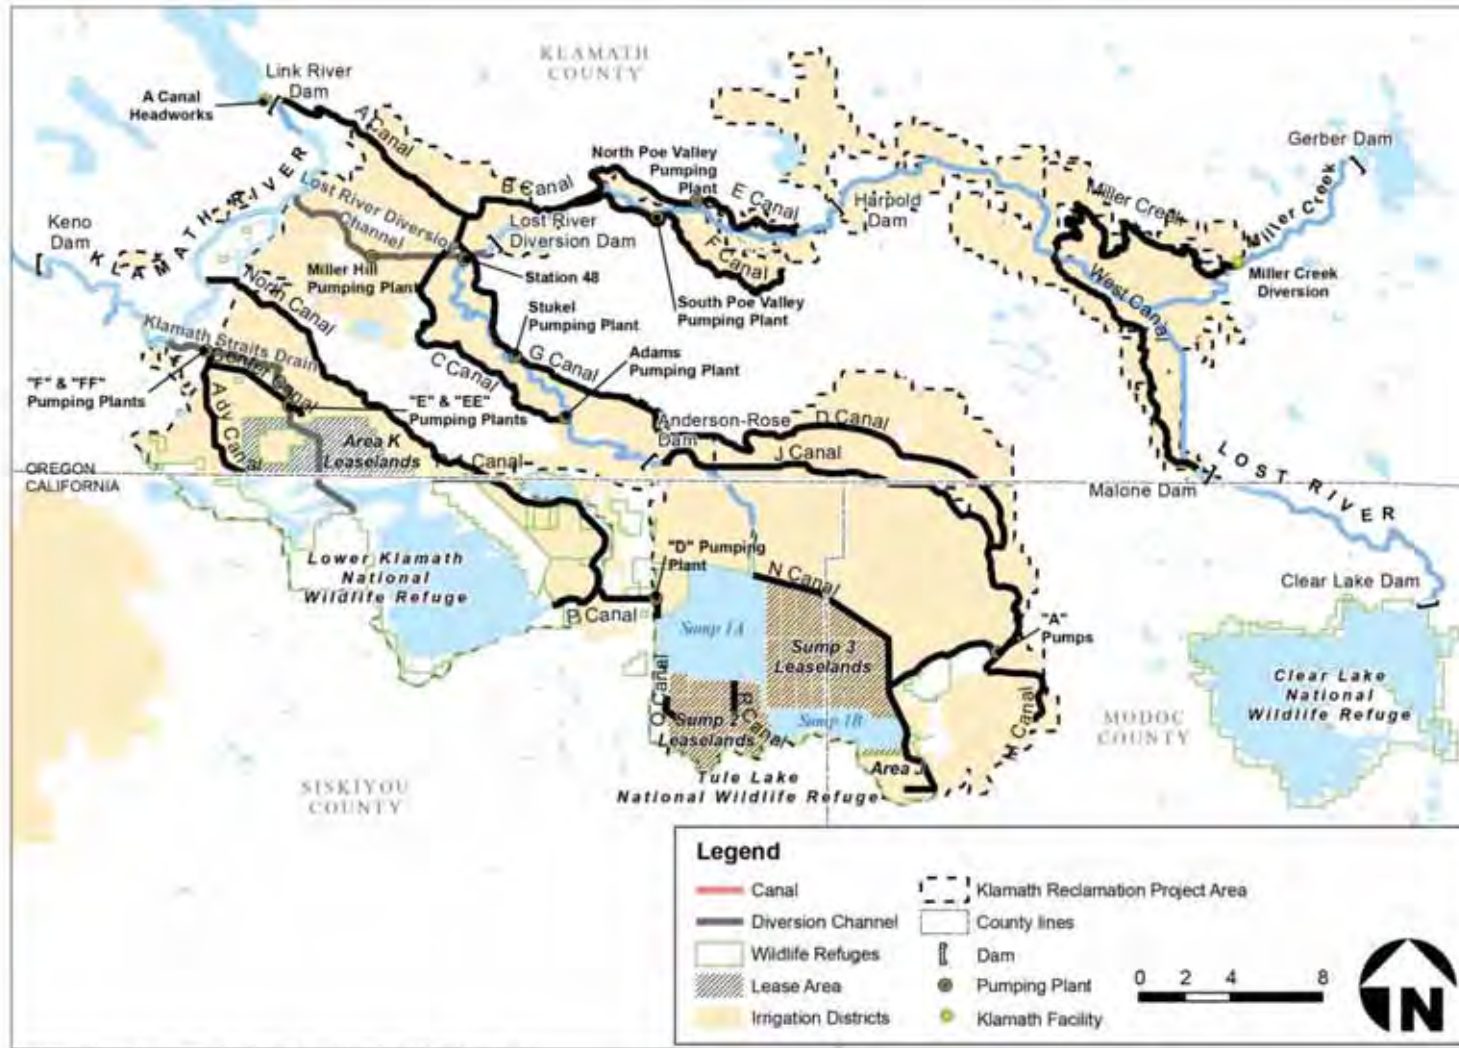 KLAMATH
COUNTY
Link River
Dam
A Canal
Headworks
A Canal
Gerber Dam
North Poe Valley
Pumping
Plant
B Canal
E Canal
Harpold
Dam
Miller Creek
Miller Creek
KLAMATH RIVER
Lost River Diversion
Channel
Lost River
Diversion Dam
Keno
Dam
Miller Hill
Pumping Plant
Station 48
F Canal
South Poe Valley
Pumping Plant
West Canal
Miller Creek
Diversion
North Canal
Stukel
Pumping Plant
Klamath Straits Drain
Center Canal
C Canal
G Canal
Adams
Pumping Plant
"F" & "FF"
Pumping Plants
Ady Canal
"E" & "EE"
Pumping Plants
Anderson-Rose
Dam
D Canal
Area K
Leaselands
J Canal
Canal
OREGON
CALIFORNIA
Malone Dam
LOST RIVER
Lower Klamath
National
Wildlife Refuge
"D" Pumping
Plant
N Canal
Clear Lake Dam
P Canal
Sump 1A
Sump 3
Leaselands
"A"
Pumps
Clear Lake
National
Wildlife Refuge
Q Canal
Sump 2
Leaselands
R Canal
Sump 1B
M Canal
MODOC
COUNTY
Area J
SISKIYOU
COUNTY
Tule Lake
National Wildlife Refuge
Legend
Canal
Diversion Channel
Wildlife Refuges
Lease Area
Irrigation Districts
Klamath Reclamation Project Area
County lines
Dam
Pumping Plant
Klamath Facility
0 2 4 8
N